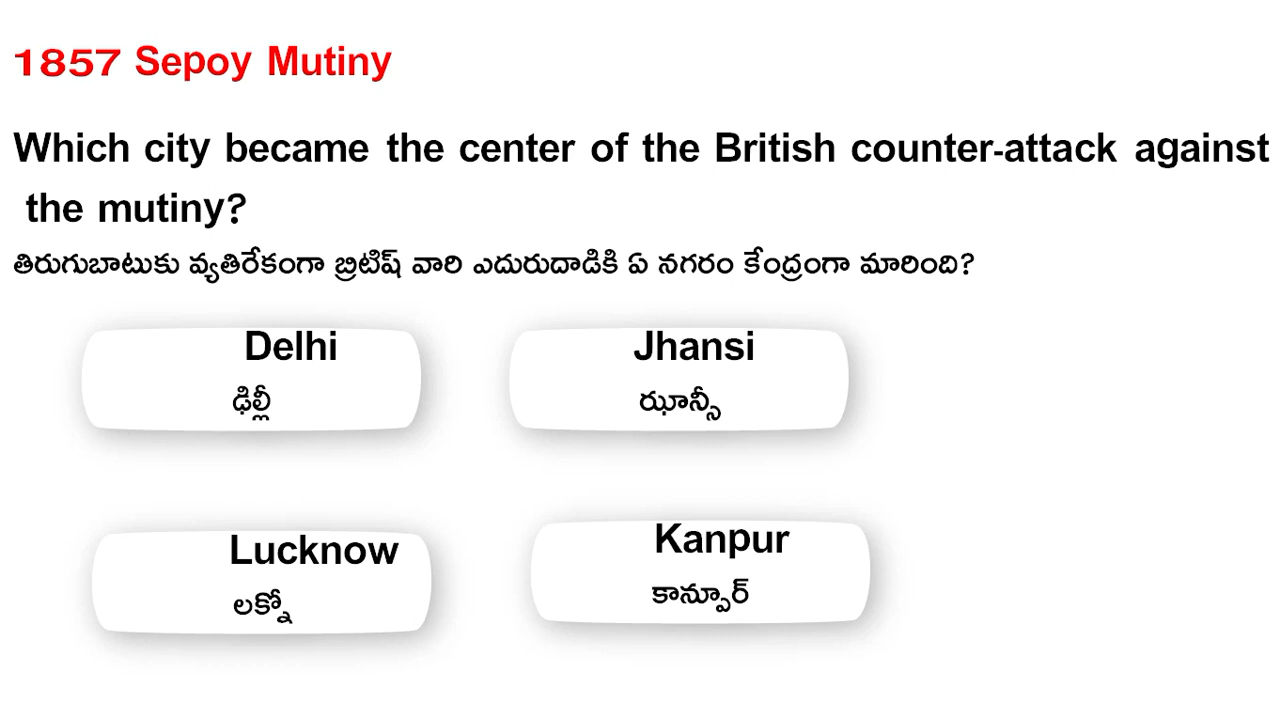 1857 Sepoy Mutiny
Which city became the center of the British counter-attack against
the mutiny?
తిరుగుబాటుకు వ్యతిరేకంగా బ్రిటిష్ వారి ఎదురుదాడికి ఏ నగరం కేంద్రంగా మారింది?
Delhi
ఢిల్లీ
Jhansi
ఝాన్సీ
Lucknow
లక్నో
Kanpur
కాన్పూర్